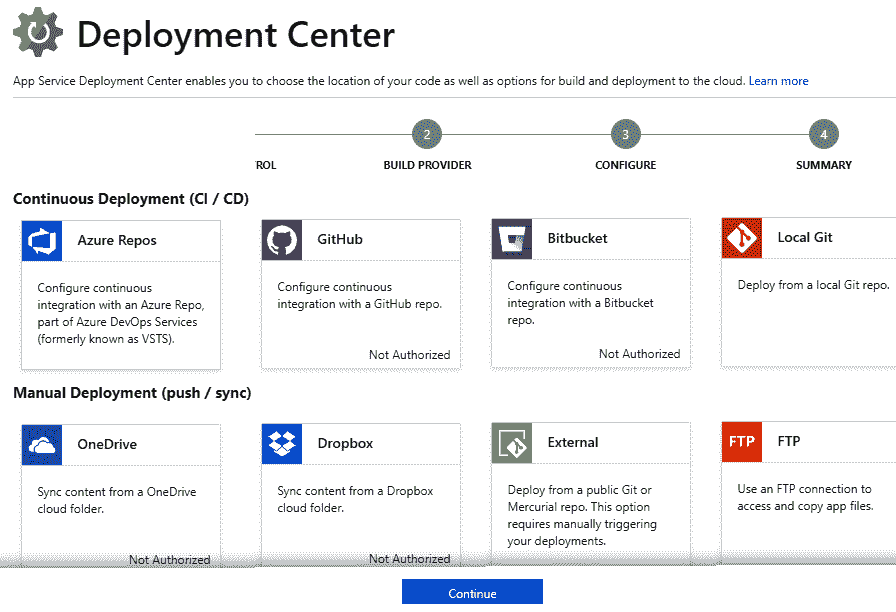 Deployment Center
App Service Deployment Center enables you to choose the location of your code as well as options for build and deployment to the cloud. Learn more
2
3
4
ROL
BUILD PROVIDER
CONFIGURE
SUMMARY
Continuous Deployment (CI / CD)
Azure Repos
Configure continuous
integration with an Azure Repo,
part of Azure DevOps Services
(formerly known as VSTS).
GitHub
Configure continuous
integration with a GitHub repo.
Not Authorized
Bitbucket
Configure continuous
integration with a Bitbucket
repo.
Not Authorized
Local Git
Deploy from a local Git repo.
Manual Deployment (push / sync)
OneDrive
Sync content from a OneDrive
cloud folder.
Not Authorized
Dropbox
Sync content from a Dropbox
cloud folder.
Not Authorized
External
Deploy from a public Git or
Mercurial repo. This option
requires manually triggering
your deployments.
FTP
FTP
Use an FTP connection to
access and copy app files.
Continue